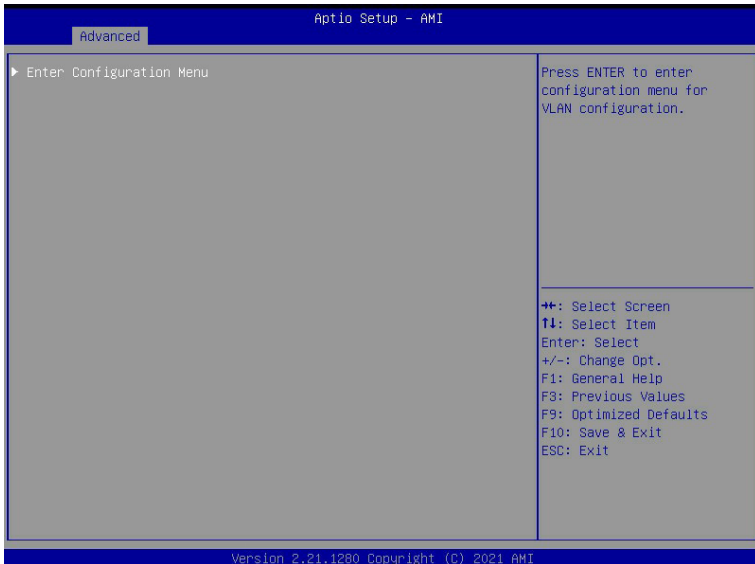 Aptio Setup – AMI
Advanced
▶ Enter Configuration Menu
Press ENTER to enter
configuration menu for
VLAN configuration.
→←: Select Screen
↑↓: Select Item
Enter: Select
+/-: Change Opt.
F1: General Help
F3: Previous Values
F9: Optimized Defaults
F10: Save & Exit
ESC: Exit
Version 2.21.1280 Copyright (C) 2021 AMI